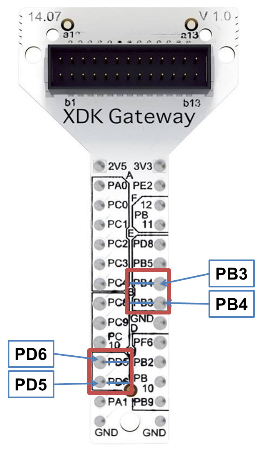 14.07 V 1.0
a1 a13
b1 b13
XDK Gateway
2V5 3V3
A
PA0 PE2
F
PC0 12
PB
PC1 11
E
PC2 PD8
PC3 PB5
PC4 PB4 PB3
B
PC8 PB3 PB4
GND
PC9 D
PC
10 PF6
PD6 PD5 PB2
PD5 PD6 PB
10
PA1 PB9
GND GND